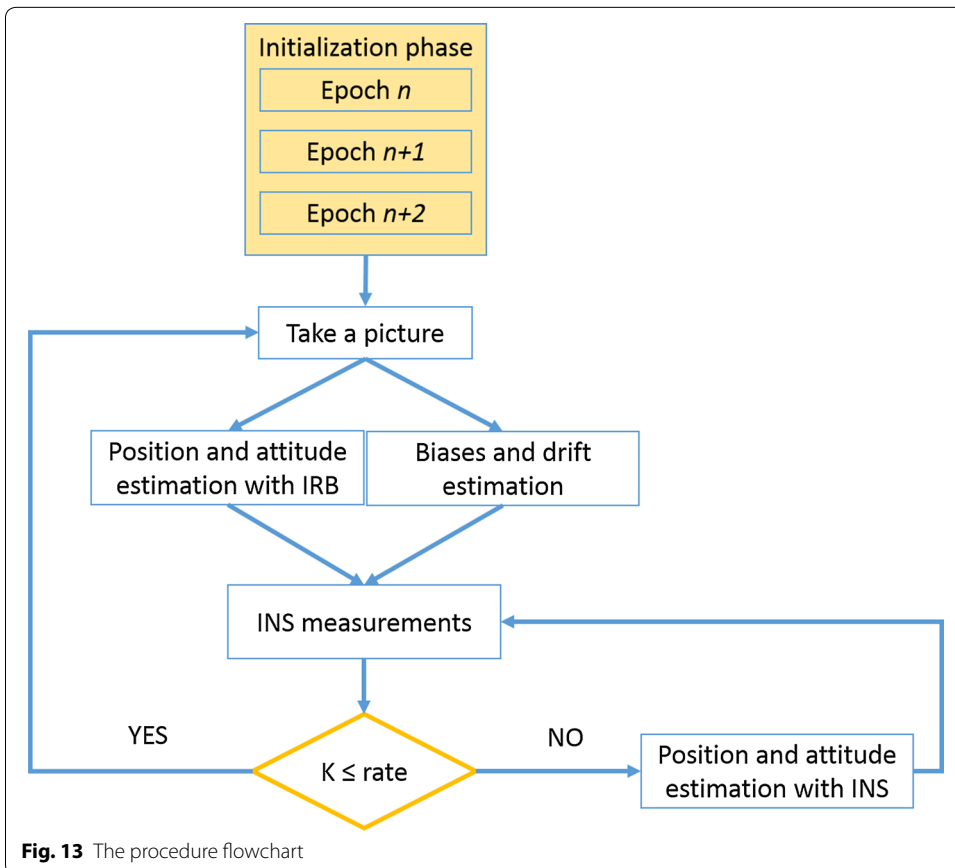 Initialization phase
Epoch n
Epoch n+1
Epoch n+2
Take a picture
Position and attitude
estimation with IRB
Biases and drift
estimation
INS measurements
YES
K ≤ rate
NO
Position and attitude
estimation with INS
Fig. 13 The procedure flowchart